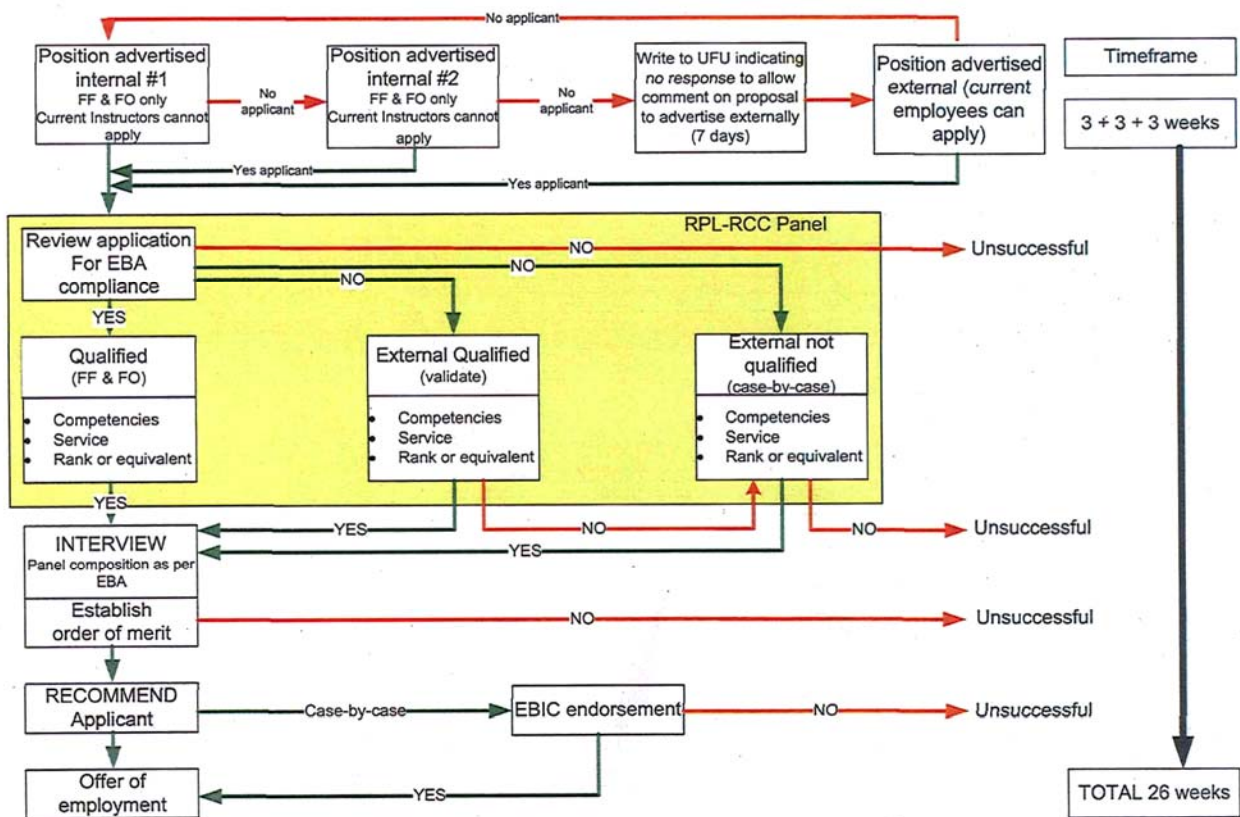 No applicant
Position advertised
internal #1
FF & FO only
Current Instructors cannot
apply
No
applicant
Position advertised
internal #2
FF & FO only
Current Instructors cannot
apply
No
applicant
Write to UFU indicating
no response to allow
comment on proposal
to advertise externally
(7 days)
Position advertised
external (current
employees can
apply)
Timeframe
3 + 3 + 3 weeks
Yes applicant
Yes applicant
RPL-RCC Panel
Review application
For EBA
compliance
NO
Unsuccessful
NO
NO
YES
Qualified
(FF & FO)
• Competencies
• Service
• Rank or equivalent
External Qualified
(validate)
• Competencies
• Service
• Rank or equivalent
External not
qualified
(case-by-case)
• Competencies
• Service
• Rank or equivalent
YES
YES
NO
NO
Unsuccessful
YES
INTERVIEW
Panel composition as per
EBA
Establish
order of merit
NO
Unsuccessful
RECOMMEND
Applicant
Case-by-case
EBIC endorsement
NO
Unsuccessful
Offer of
employment
YES
TOTAL 26 weeks